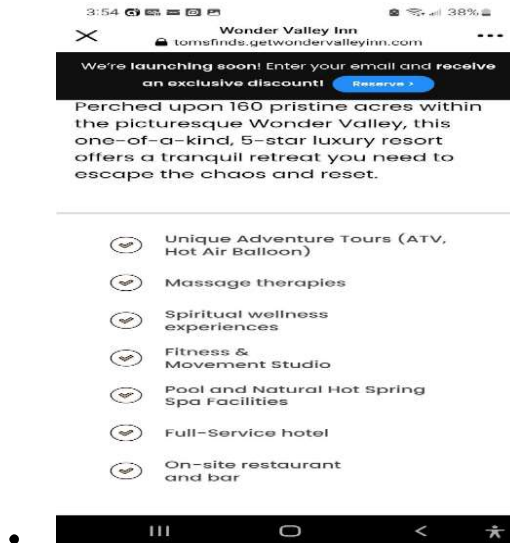 3:54
38%
Wonder Valley Inn
tomsfinds.getwondervalleyinn.com
We're launching soon! Enter your email and receive
an exclusive discount! Reserve >
Perched upon 160 pristine acres within
the picturesque Wonder Valley, this
one-of-a-kind, 5-star luxury resort
offers a tranquil retreat you need to
escape the chaos and reset.
Unique Adventure Tours (ATV,
Hot Air Balloon)
Massage therapies
Spiritual wellness
experiences
Fitness &
Movement Studio
Pool and Natural Hot Spring
Spa Facilities
Full-Service hotel
On-site restaurant
and bar